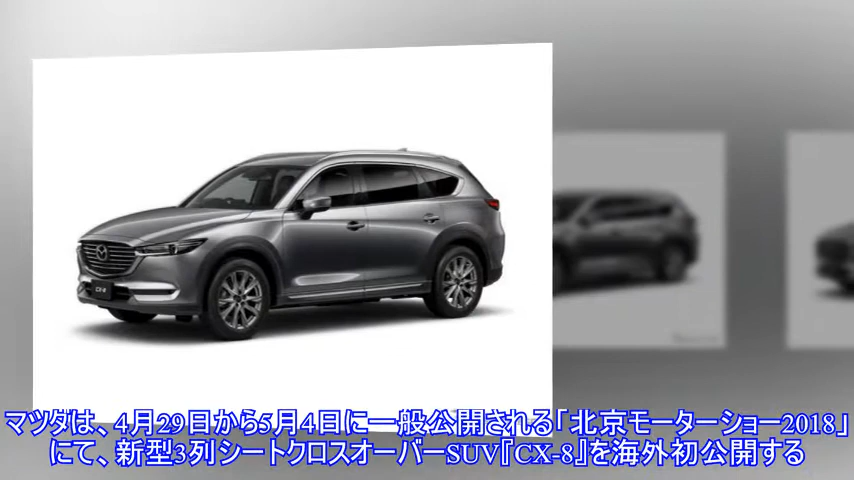 CX-8
マツダは、4月29日から5月4日に一般公開される「北京モーターショー2018」
にて、新型3列シートクロスオーバーSUV『CX-8』を海外初公開する